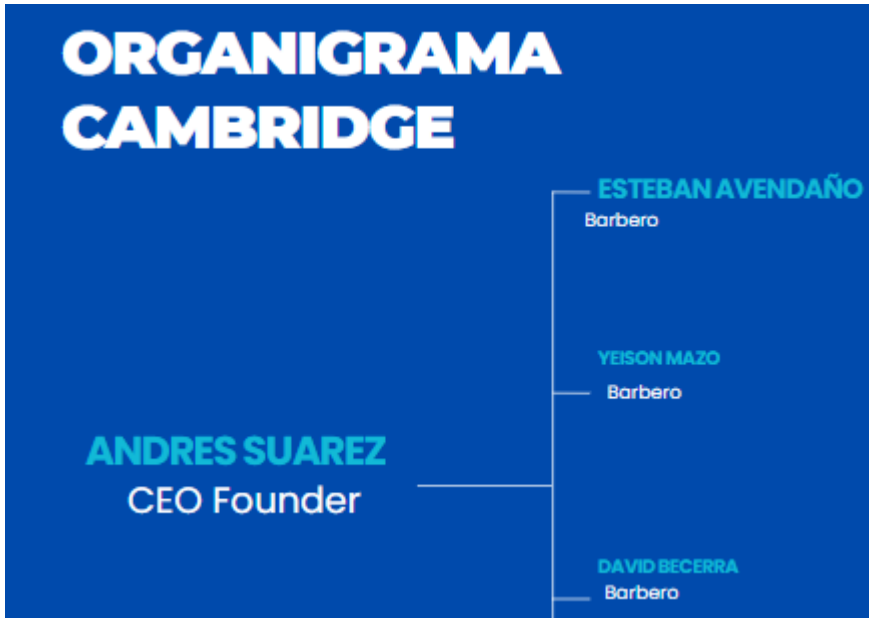 ORGANIGRAMA
CAMBRIDGE
ESTEBAN AVENDAÑO
Barbero
YEISON MAZO
Barbero
ANDRES SUAREZ
CEO Founder
DAVID BECERRA
Barbero